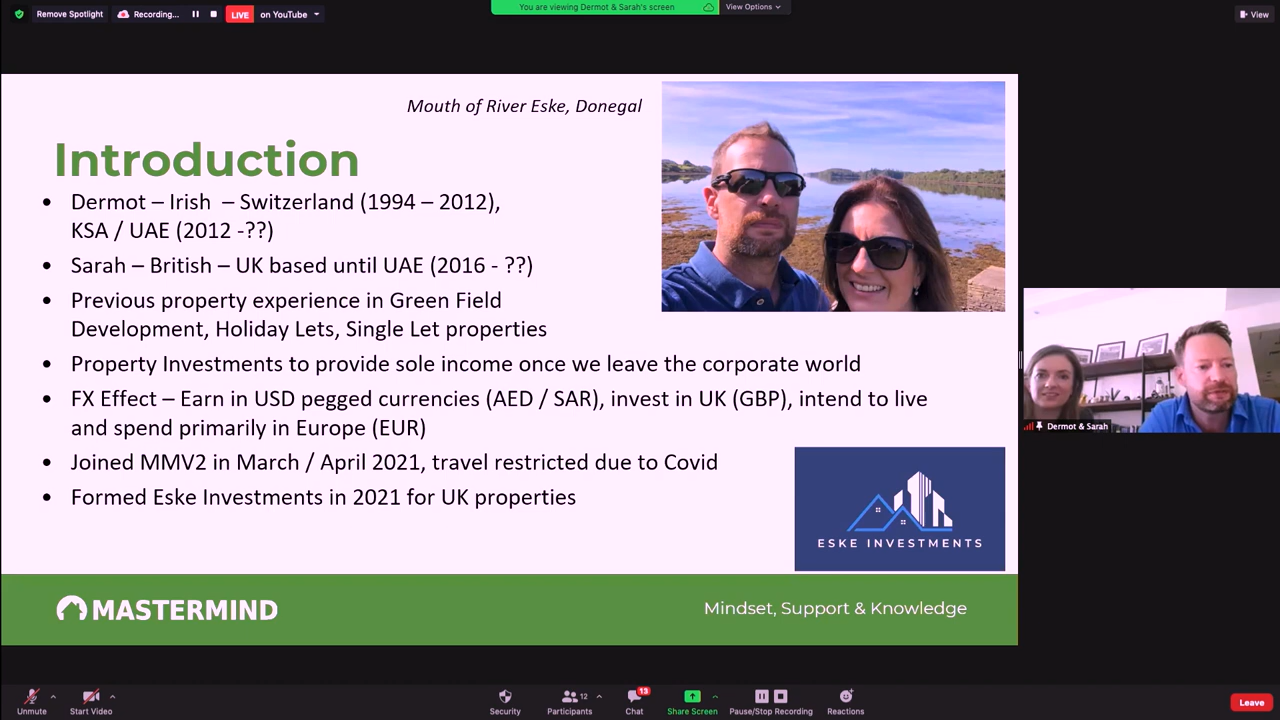 Remove Spotlight
Recording...
LIVE
on YouTube
You are viewing Dermot & Sarah's screen
View Options
View
Mouth of River Eske, Donegal
Introduction
• Dermot – Irish – Switzerland (1994 – 2012),
KSA / UAE (2012 -??)
• Sarah – British – UK based until UAE (2016 - ??)
• Previous property experience in Green Field
Development, Holiday Lets, Single Let properties
• Property Investments to provide sole income once we leave the corporate world
• FX Effect – Earn in USD pegged currencies (AED / SAR), invest in UK (GBP), intend to live
and spend primarily in Europe (EUR)
• Joined MMV2 in March / April 2021, travel restricted due to Covid
• Formed Eske Investments in 2021 for UK properties
ESKE INVESTMENTS
Dermot & Sarah
MASTERMIND
Mindset, Support & Knowledge
Unmute
Start Video
Security
Participants
12
Chat
13
Share Screen
Pause/Stop Recording
Reactions
Leave